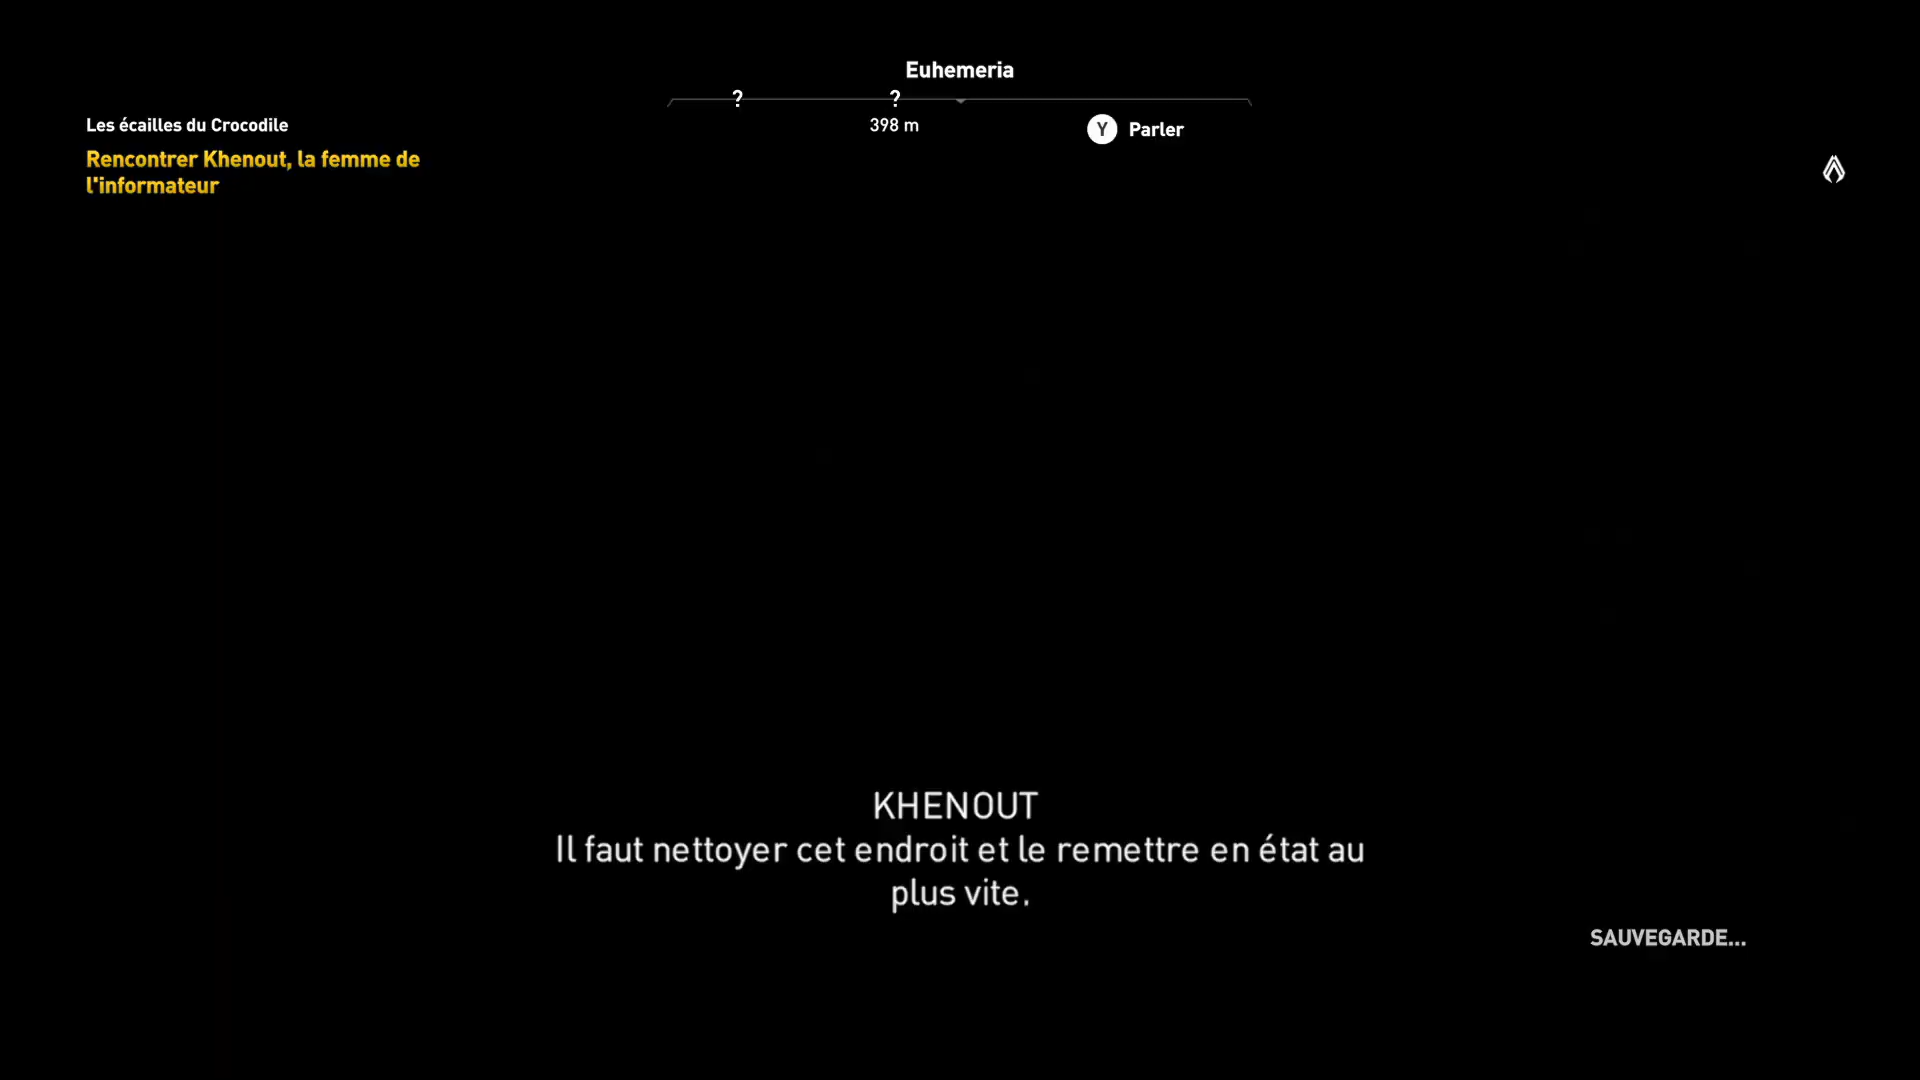 Euhemeria
? ?
398 m
Y Parler
Les écailles du Crocodile
Rencontrer Khenout, la femme de
l'informateur
KHENOUT
Il faut nettoyer cet endroit et le remettre en état au
plus vite.
SAUVEGARDE...